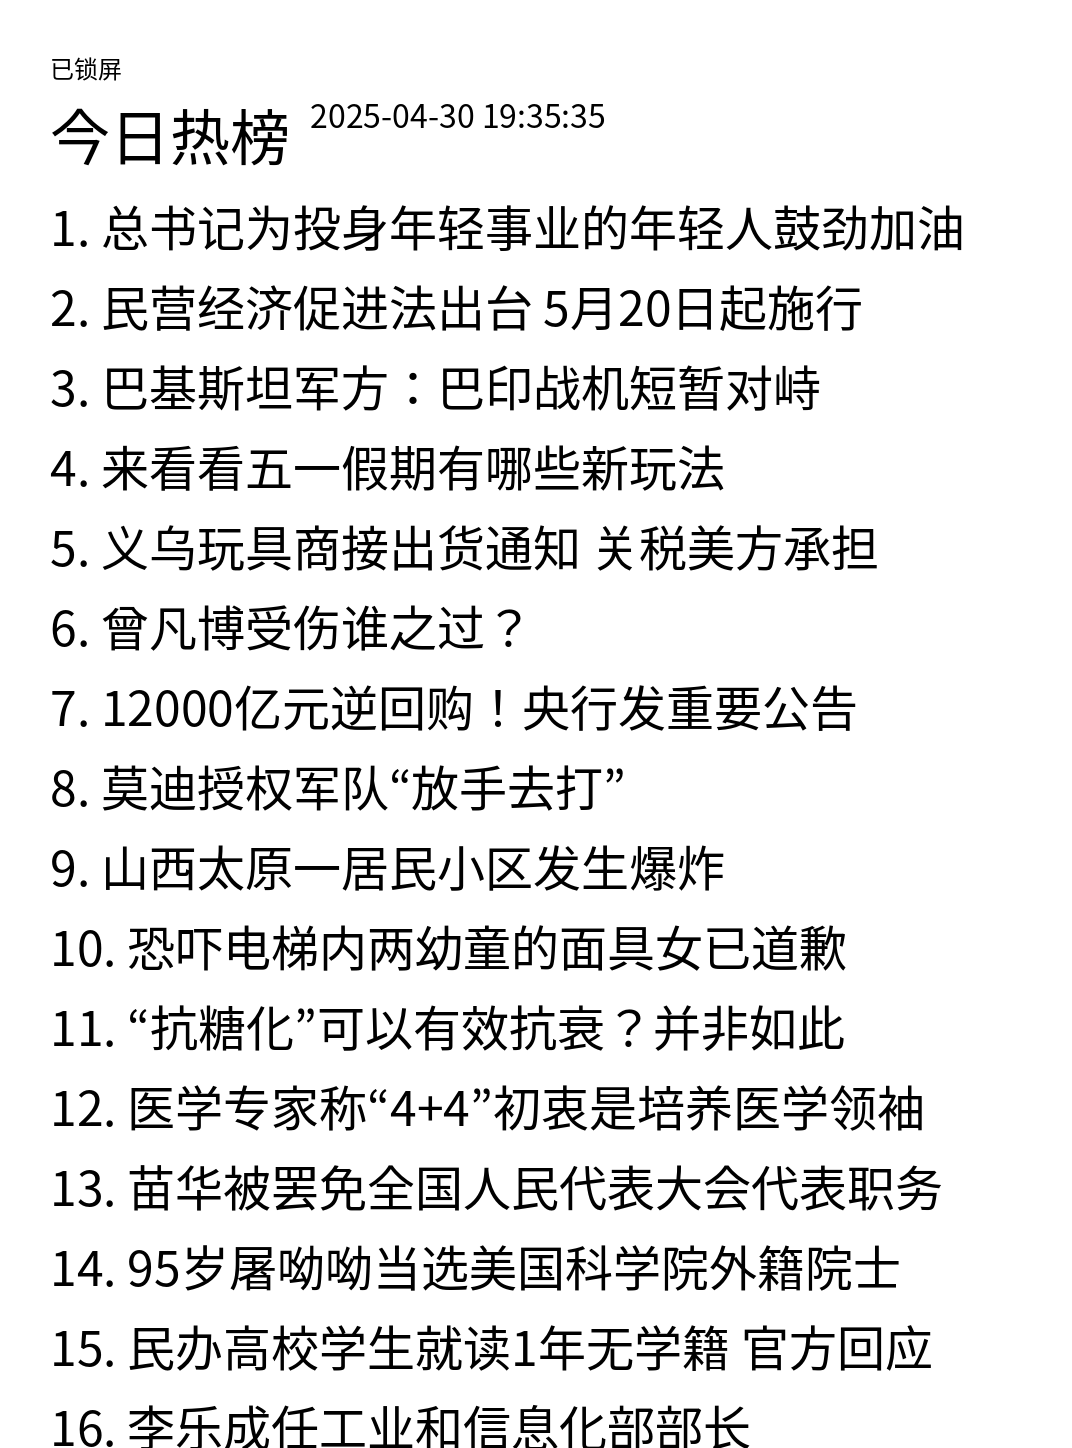 已锁屏
今日热榜 2025-04-30 19:35:35
1. 总书记为投身年轻事业的年轻人鼓劲加油
2. 民营经济促进法出台 5月20日起施行
3. 巴基斯坦军方：巴印战机短暂对峙
4. 来看看五一假期有哪些新玩法
5. 义乌玩具商接出货通知 关税美方承担
6. 曾凡博受伤谁之过？
7. 12000亿元逆回购！央行发重要公告
8. 莫迪授权军队“放手去打”
9. 山西太原一居民小区发生爆炸
10. 恐吓电梯内两幼童的面具女已道歉
11. “抗糖化”可以有效抗衰？并非如此
12. 医学专家称“4+4”初衷是培养医学领袖
13. 苗华被罢免全国人民代表大会代表职务
14. 95岁屠呦呦当选美国科学院外籍院士
15. 民办高校学生就读1年无学籍 官方回应
16. 李乐成任工业和信息化部部长